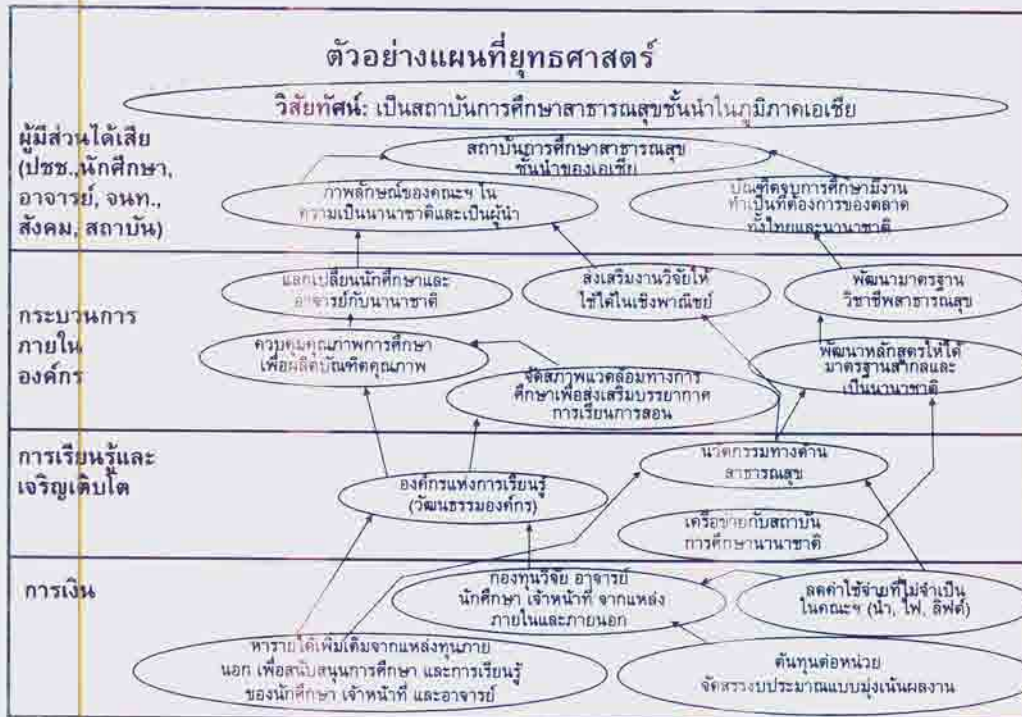 ตัวอย่างแผนที่ยุทธศาสตร์
วิสัยทัศน์: เป็นสถาบันการศึกษาสาธารณสุขชั้นนำในภูมิภาคเอเชีย
ผู้มีส่วนได้เสีย
(ปชช.,นักศึกษา,
อาจารย์, จนท.,
สังคม, สถาบัน)
สถาบันการศึกษาสาธารณสุข
ชั้นนำของเอเชีย
ภาพลักษณ์ของคณะฯ ใน
ความเป็นนานาชาติและเป็นผู้นำ
บัณฑิตจบการศึกษามีงาน
ทำเป็นที่ต้องการของตลาด
ทั้งไทยและนานาชาติ
กระบวนการ
ภายใน
องค์กร
แลกเปลี่ยนนักศึกษาและ
อาจารย์กับนานาชาติ
ส่งเสริมงานวิจัยให้
ใช้ได้ในเชิงพาณิชย์
พัฒนามาตรฐาน
วิชาชีพสาธารณสุข
ควบคุมคุณภาพการศึกษา
เพื่อผลิตบัณฑิตคุณภาพ
จัดสภาพแวดล้อมทางการ
ศึกษาเพื่อส่งเสริมบรรยากาศ
การเรียนการสอน
พัฒนาหลักสูตรให้ได้
มาตรฐานสากลและ
เป็นนานาชาติ
การเรียนรู้และ
เจริญเติบโต
องค์กรแห่งการเรียนรู้
(วัฒนธรรมองค์กร)
นวัตกรรมทางด้าน
สาธารณสุข
เครือข่ายกับสถาบัน
การศึกษานานาชาติ
การเงิน
กองทุนวิจัย อาจารย์
นักศึกษา เจ้าหน้าที่ จากแหล่ง
ภายในและภายนอก
ลดค่าใช้จ่ายที่ไม่จำเป็น
ในคณะฯ (น้ำ, ไฟ, ลิฟต์)
หารายได้เพิ่มเติมจากแหล่งทุนภาย
นอก เพื่อสนับสนุนการศึกษา และการเรียนรู้
ของนักศึกษา เจ้าหน้าที่ และอาจารย์
ต้นทุนต่อหน่วย
จัดสรรงบประมาณแบบมุ่งเน้นผลงาน